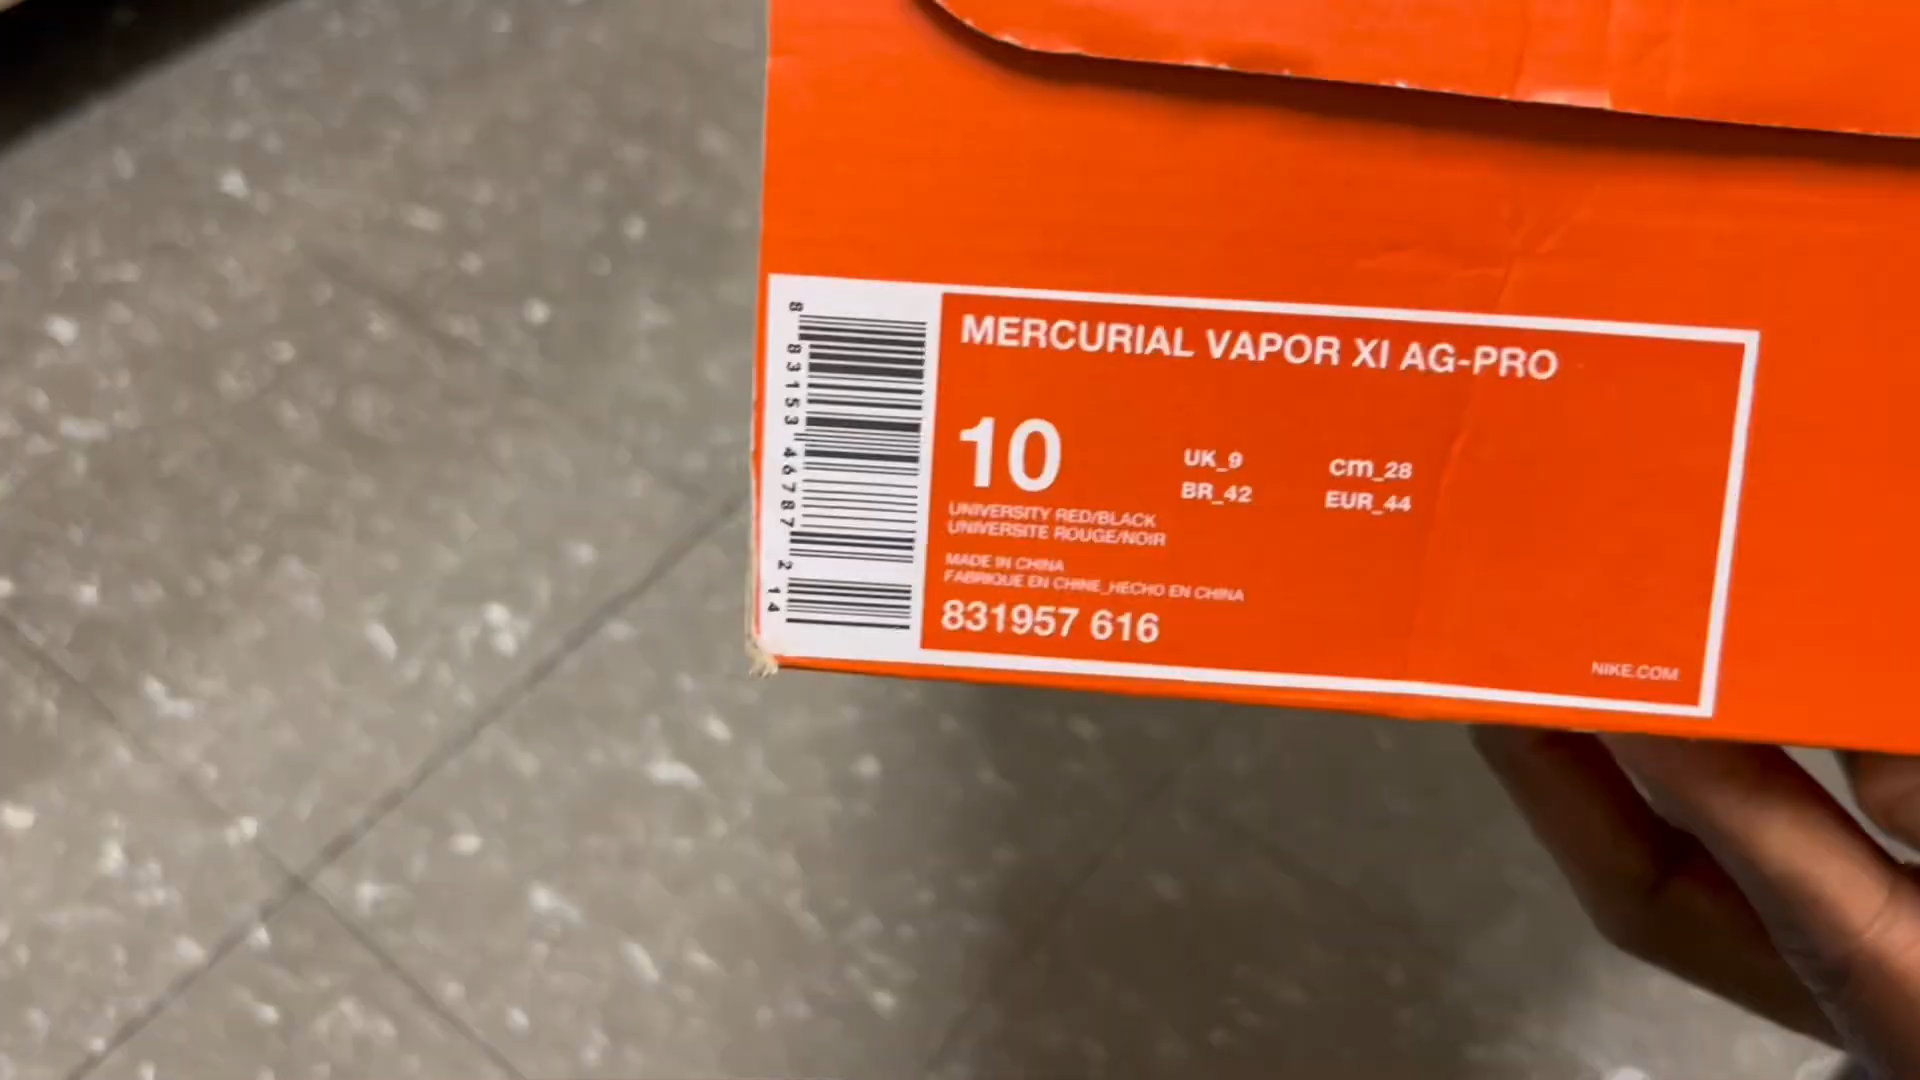 MERCURIAL VAPOR XI AG-PRO
10
UK_9
cm_28
BR_42
EUR_44
UNIVERSITY RED/BLACK
UNIVERSITE ROUGE/NOIR
MADE IN CHINA
FABRIQUE EN CHINE_HECHO EN CHINA
831957 616
NIKE.COM
8 83153 46787 2 14